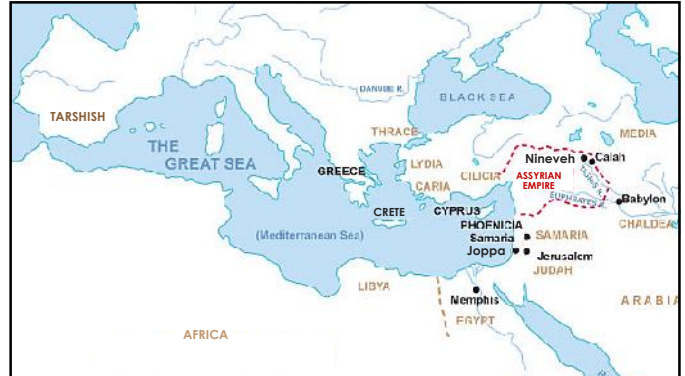 DANUBE R.
BLACK SEA
TARSHISH
THRACE
MEDIA
THE
GREAT SEA
Nineveh
Calah
GREECE
LYDIA
CILICIA
ASSYRIAN
EMPIRE
TIGRIS R.
CARIA
EUPHRATES R.
Babylon
CRETE
CYPRUS
CHALDEA
PHOENICIA
(Mediterranean Sea)
Samaria
SAMARIA
Joppa
Jerusalem
JUDAH
LIBYA
Memphis
ARABIA
EGYPT
AFRICA